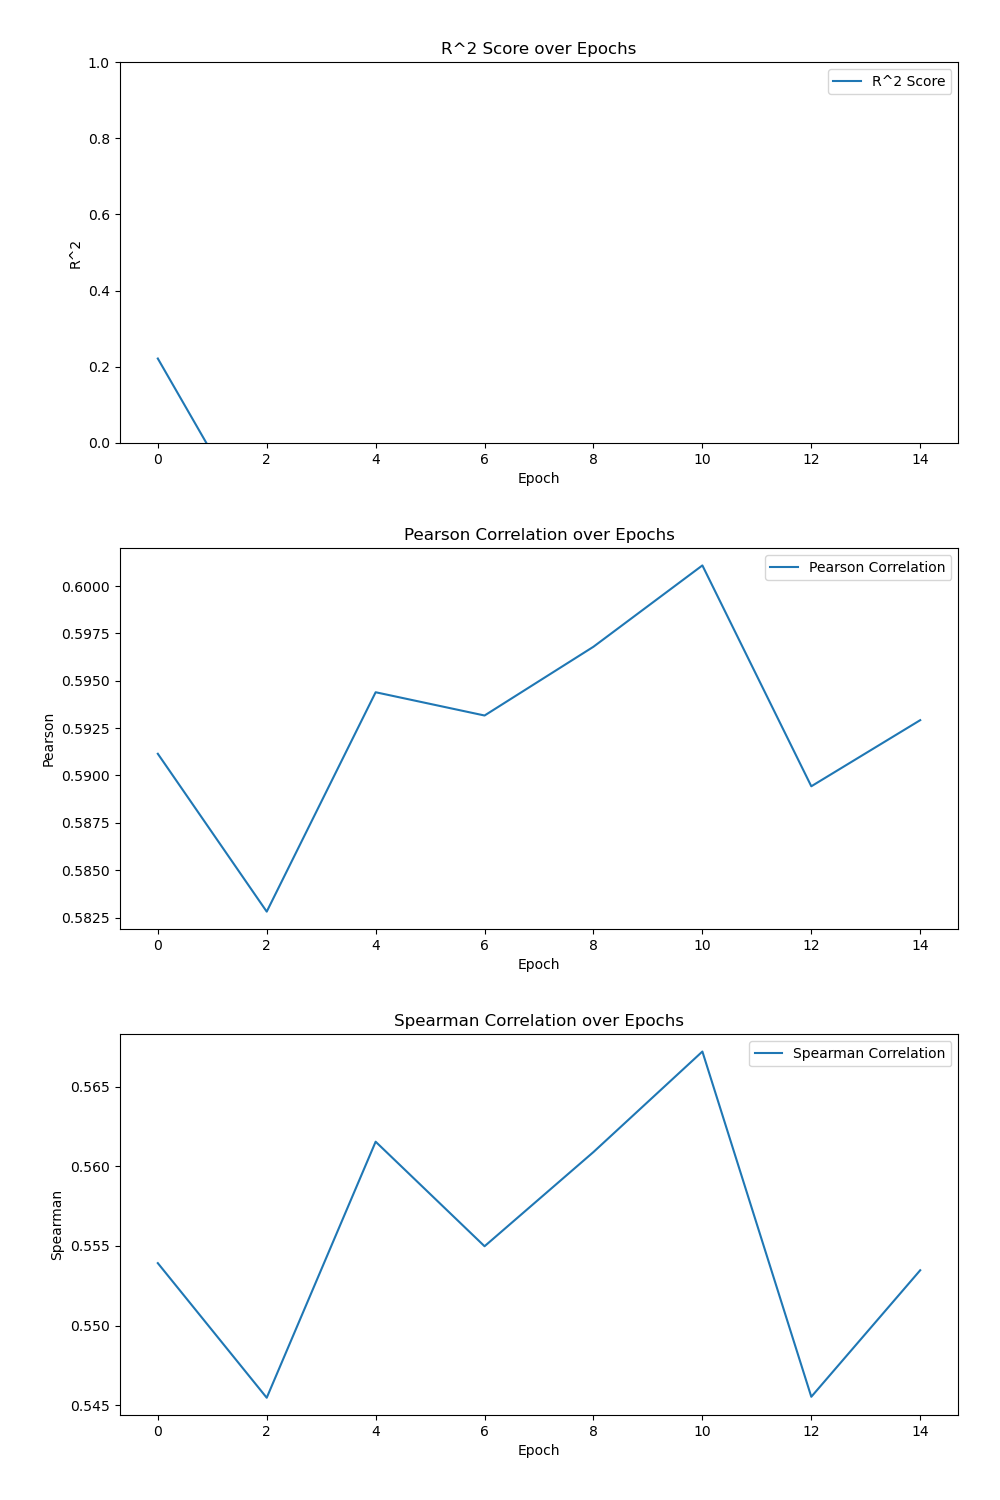 R^2 Score over Epochs
R^2 Score
1.0
0.8
0.6
0.4
0.2
0.0
R^2
0 2 4 6 8 10 12 14
Epoch
Pearson Correlation over Epochs
Pearson Correlation
0.6000
0.5975
0.5950
0.5925
0.5900
0.5875
0.5850
0.5825
Pearson
0 2 4 6 8 10 12 14
Epoch
Spearman Correlation over Epochs
Spearman Correlation
0.565
0.560
0.555
0.550
0.545
Spearman
0 2 4 6 8 10 12 14
Epoch